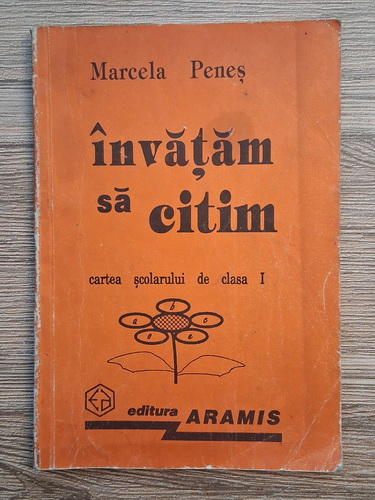 Marcela Peneș
învățăm
să citim
cartea școlarului de clasa I
b
a c
o e
editura ARAMIS